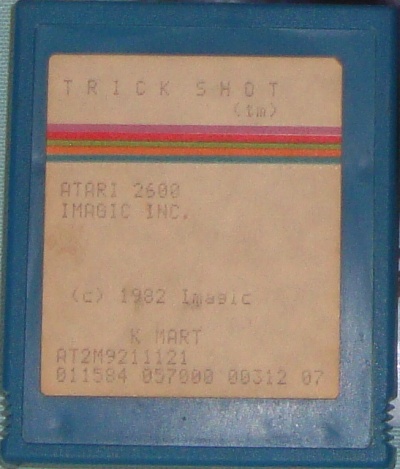 TRICK SHOT
(tm)
ATARI 2600
IMAGIC INC.
(c) 1982 Imagic
K MART
AT2M9211121
011584 057000 00312 07